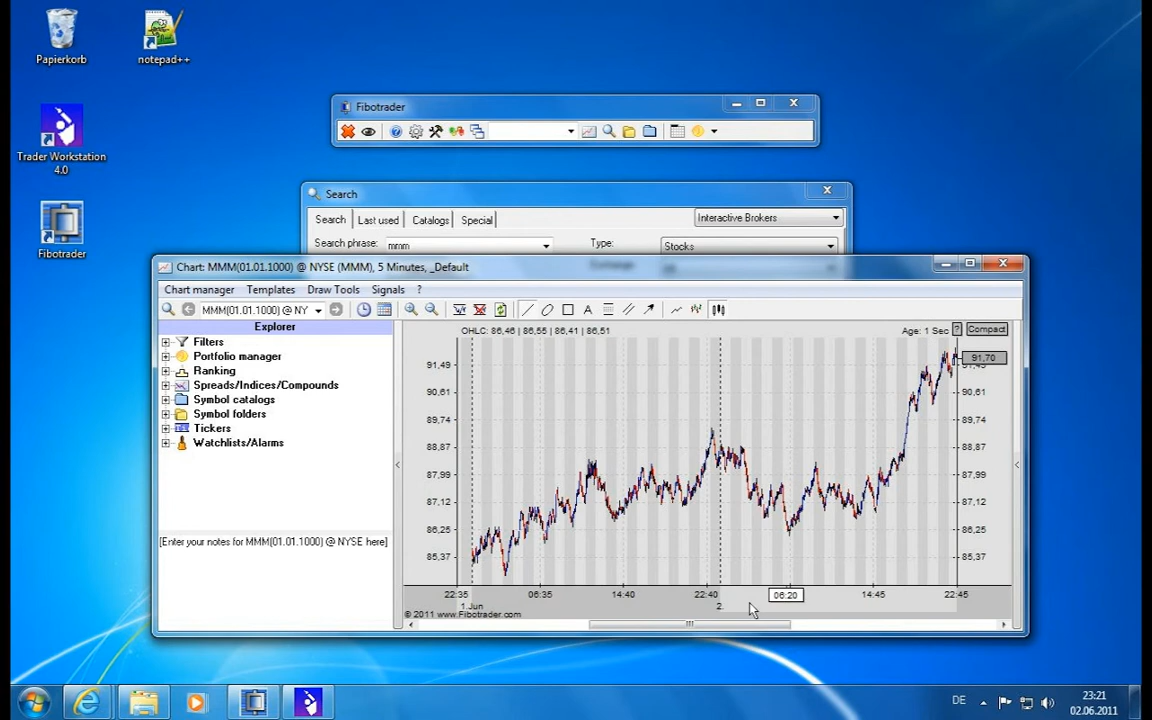 Papierkorb
notepad++
Trader Workstation
4.0
Fibotrader
Fibotrader
Search
Search
Last used
Catalogs
Special
Interactive Brokers
Search phrase:
mmm
Type:
Stocks
Chart: MMM(01.01.1000) @ NYSE (MMM), 5 Minutes, _Default
Chart manager
Templates
Draw Tools
Signals
?
MMM(01.01.1000) @ NY
Explorer
Filters
Portfolio manager
Ranking
Spreads/Indices/Compounds
Symbol catalogs
Symbol folders
Tickers
Watchlists/Alarms
[Enter your notes for MMM(01.01.1000) @ NYSE here]
OHLC: 86,46 | 86,55 | 86,41 | 86,51
Age: 1 Sec
?
Compact
91,70
91,49
90,61
89,74
88,87
87,99
87,12
86,25
85,37
91,49
90,61
89,74
88,87
87,99
87,12
86,25
85,37
22:35
06:35
14:40
22:40
06:20
14:45
22:45
1.Jun
2.
© 2011 www.Fibotrader.com
DE
23:21
02.06.2011